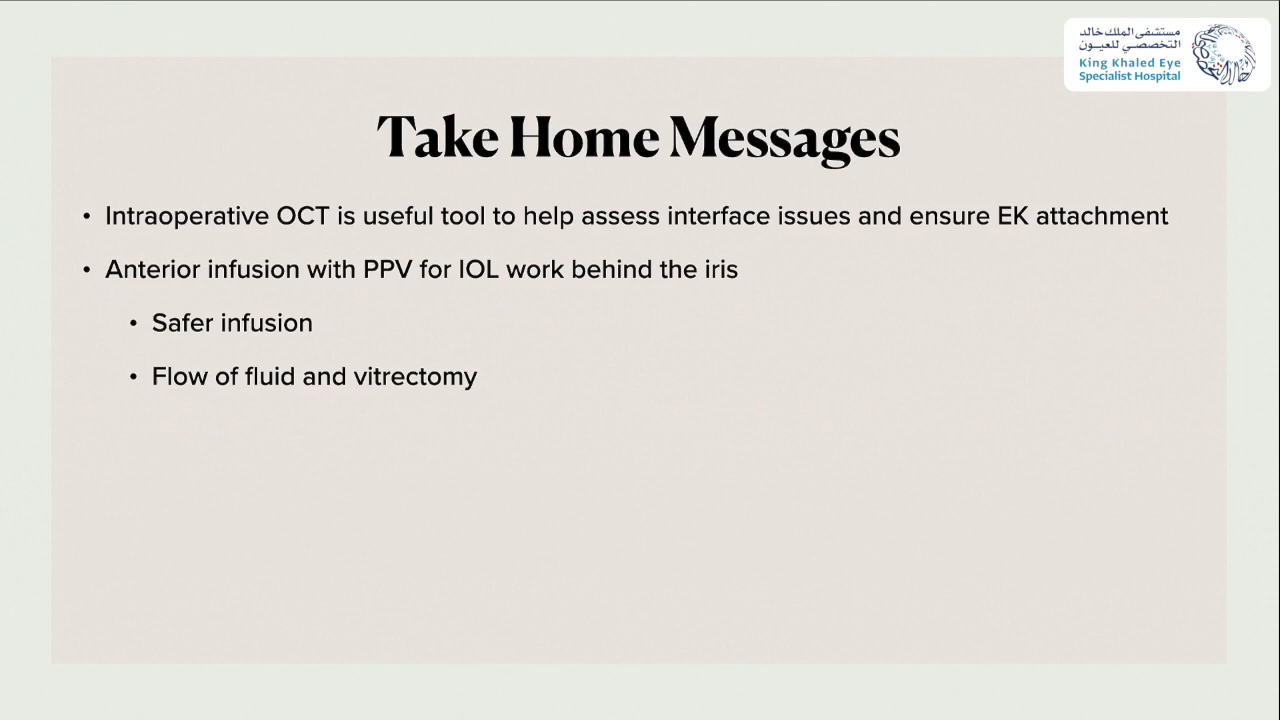 مستشفى الملك خالد
التخصصي للعيون
King Khaled Eye
Specialist Hospital
Take Home Messages
• Intraoperative OCT is useful tool to help assess interface issues and ensure EK attachment
• Anterior infusion with PPV for IOL work behind the iris
• Safer infusion
• Flow of fluid and vitrectomy